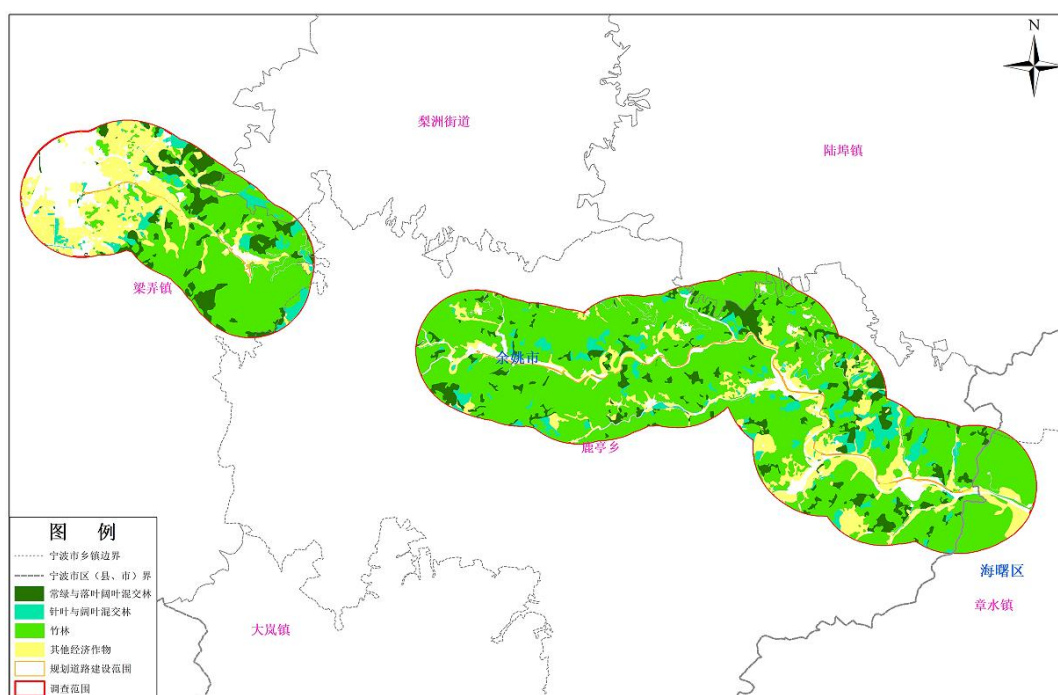 N
梨洲街道
陆埠镇
梁弄镇
余姚市
鹿亭乡
海曙区
章水镇
大岚镇
图 例
宁波市乡镇边界
宁波市区（县、市）界
常绿与落叶阔叶混交林
针叶与阔叶混交林
竹林
其他经济作物
规划道路建设范围
调查范围